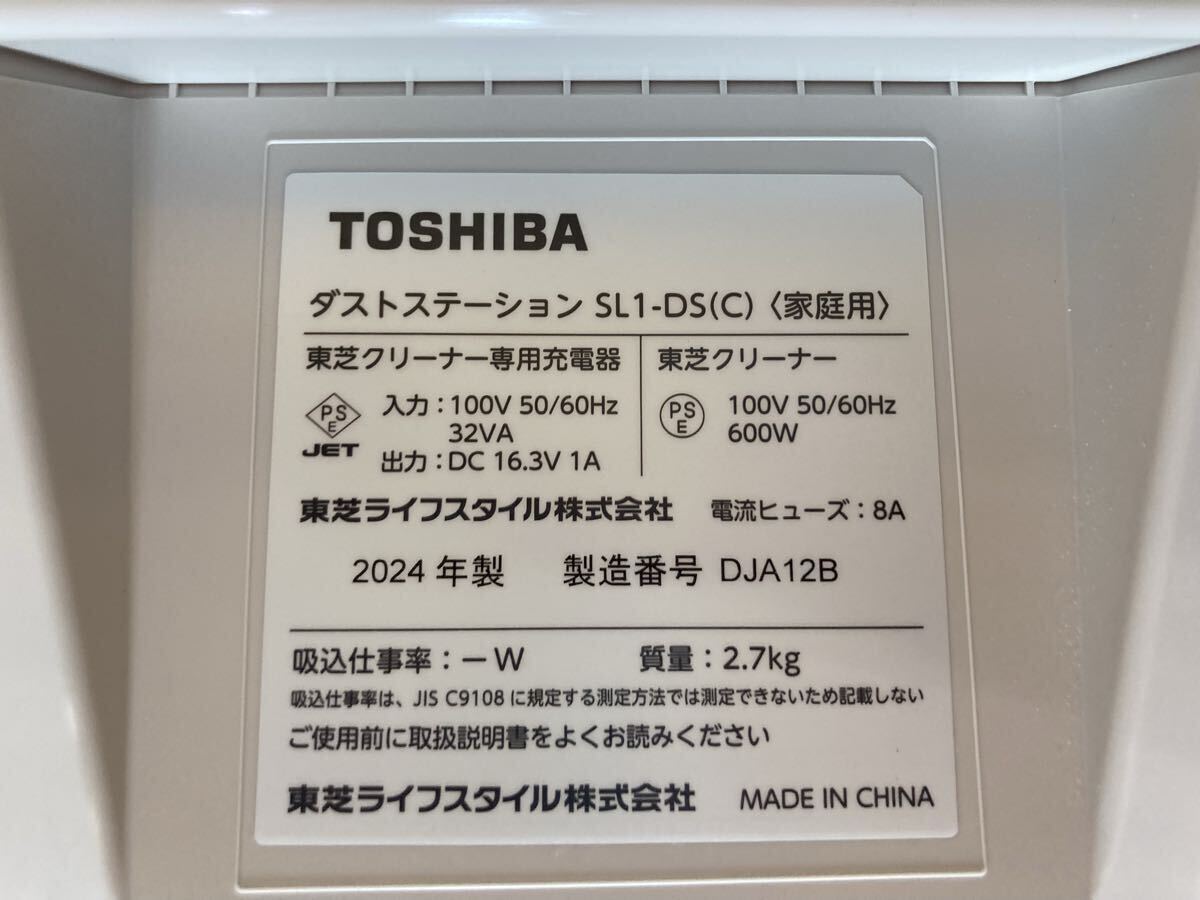 TOSHIBA
ダストステーション SL1-DS(C)〈家庭用〉
東芝クリーナー専用充電器
PS
E
JET
入力：100V 50/60Hz
32VA
出力：DC 16.3V 1A
東芝クリーナー
PS
E
100V 50/60Hz
600W
東芝ライフスタイル株式会社 電流ヒューズ：8A
2024 年製 製造番号 DJA12B
吸込仕事率：－W 質量：2.7kg
吸込仕事率は、JIS C9108 に規定する測定方法では測定できないため記載しない
ご使用前に取扱説明書をよくお読みください
東芝ライフスタイル株式会社 MADE IN CHINA